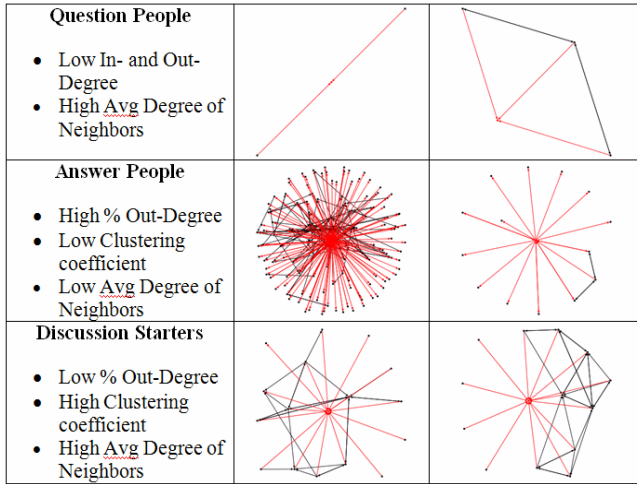 Question People
• Low In- and Out-
Degree
• High Avg Degree of
Neighbors
Answer People
• High % Out-Degree
• Low Clustering
coefficient
• Low Avg Degree of
Neighbors
Discussion Starters
• Low % Out-Degree
• High Clustering
coefficient
• High Avg Degree of
Neighbors